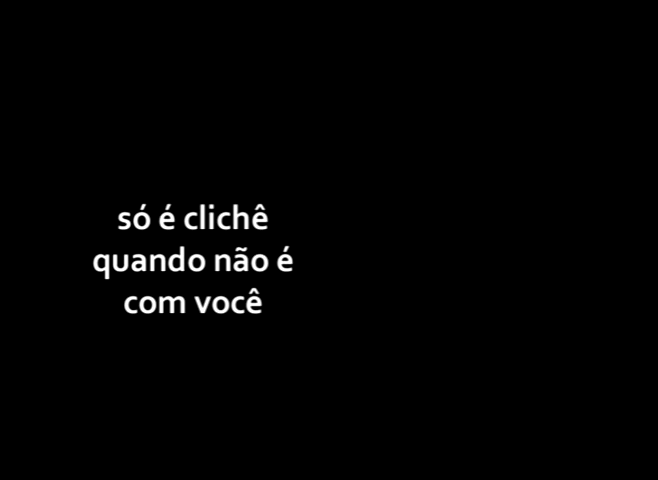 só é clichê
quando não é
com você